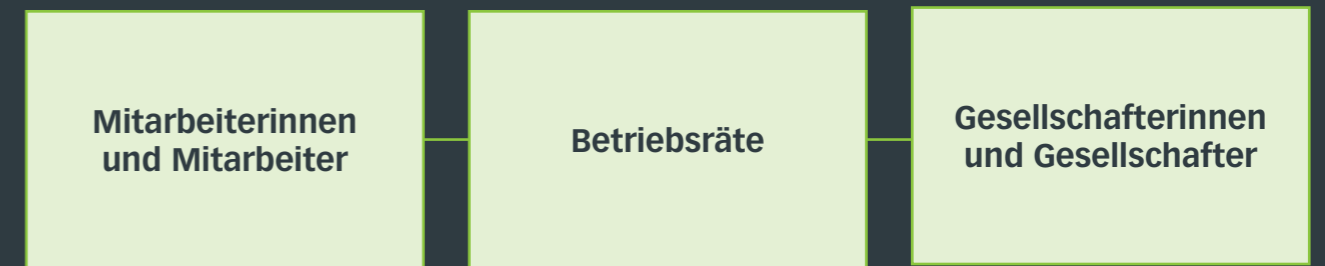 Mitarbeiterinnen
und Mitarbeiter
Betriebsräte
Gesellschafterinnen
und Gesellschafter